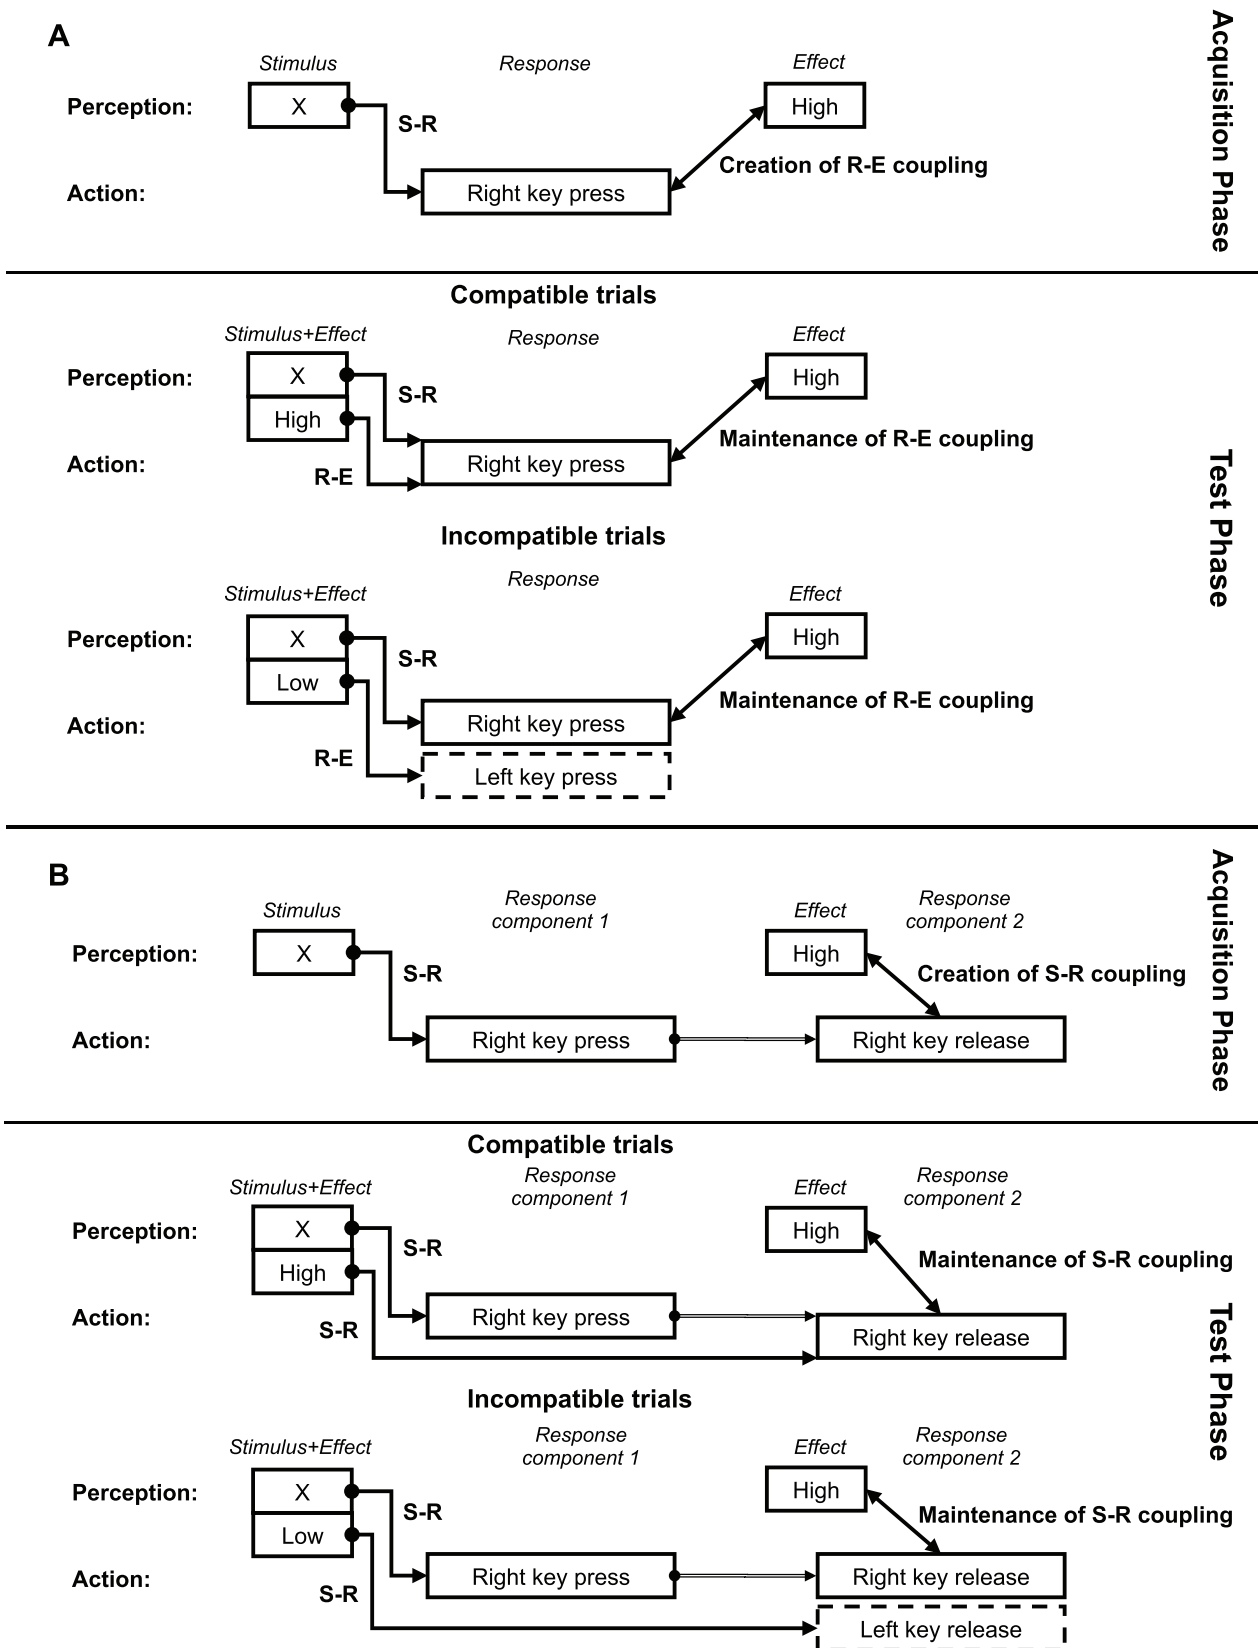 A
Acquisition Phase
Stimulus Response Effect
Perception: X High
S-R
Creation of R-E coupling
Action: Right key press
Test Phase
Compatible trials
Stimulus+Effect Response Effect
Perception: X High
S-R
High
Maintenance of R-E coupling
Action: Right key press
R-E
Incompatible trials
Response
Stimulus+Effect Effect
Perception: X High
S-R
Low
Maintenance of R-E coupling
Action: Right key press
R-E
Left key press
B
Acquisition Phase
Response Response
Stimulus component 1 Effect component 2
Perception: X High
S-R Creation of S-R coupling
Action: Right key press Right key release
Test Phase
Compatible trials
Response Response
Stimulus+Effect component 1 Effect component 2
Perception: X High
S-R Maintenance of S-R coupling
High
Action: Right key press Right key release
S-R
Incompatible trials
Response Response
Stimulus+Effect component 1 Effect component 2
Perception: X High
S-R Maintenance of S-R coupling
Low
Action: Right key press Right key release
S-R
Left key release